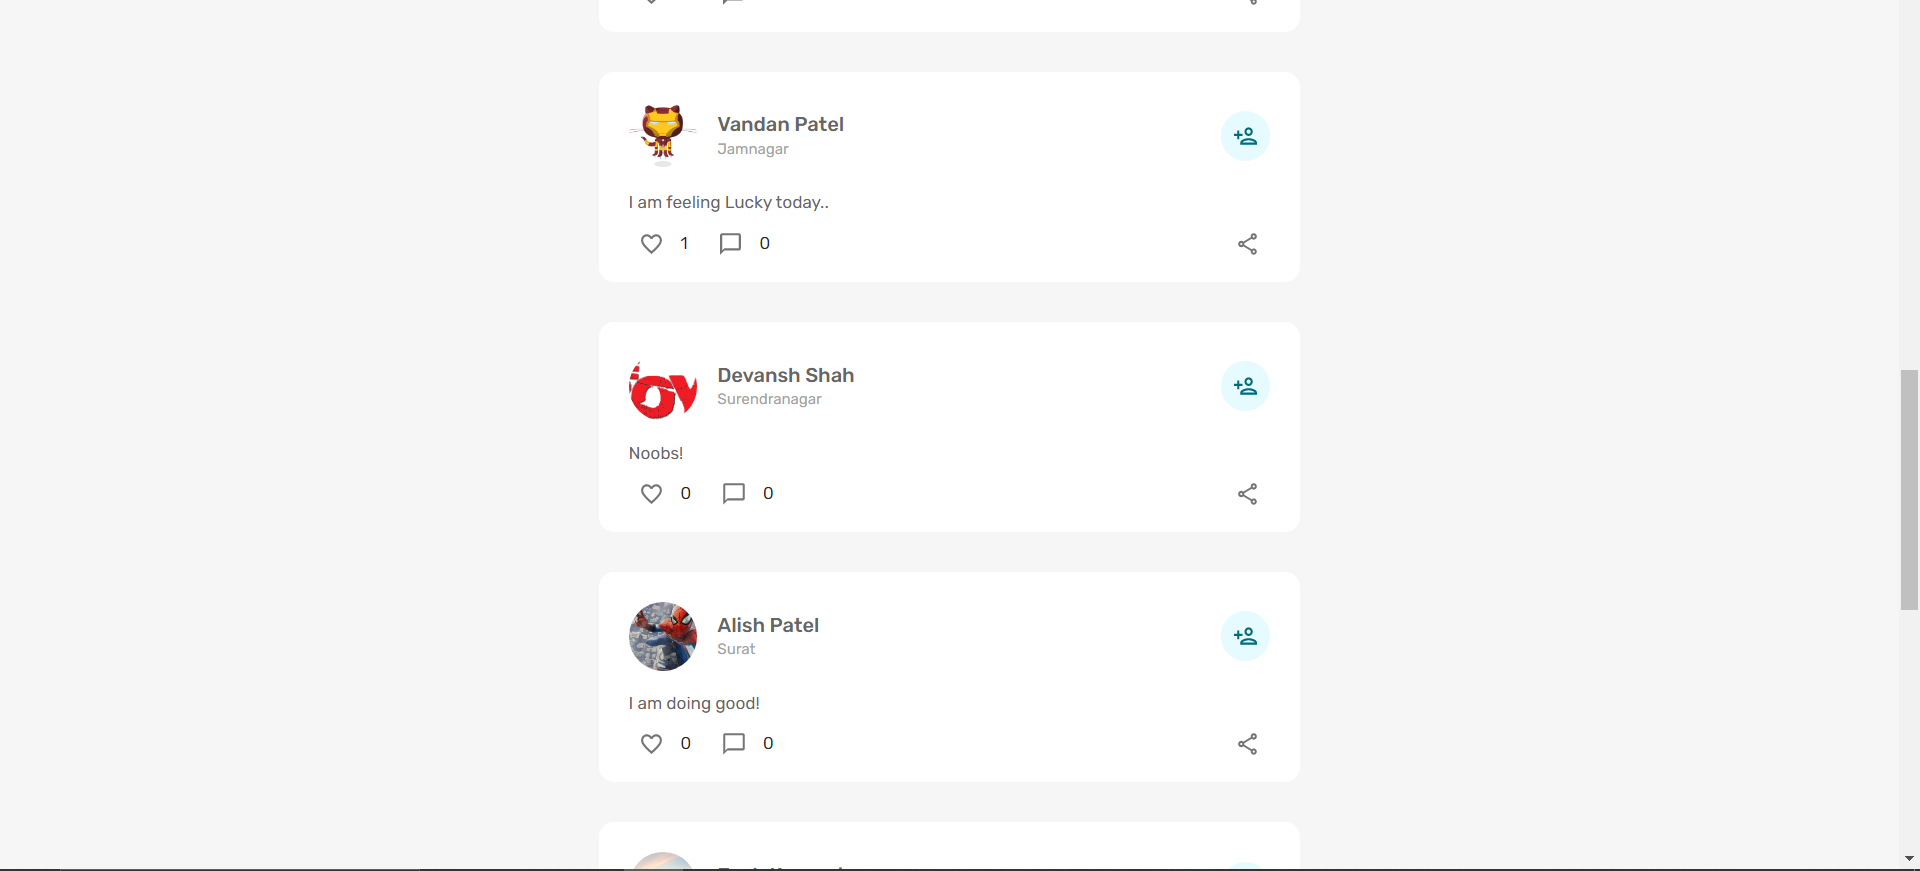 Vandan Patel
Jamnagar
I am feeling Lucky today..
1 0
Devansh Shah
Surendranagar
Noobs!
0 0
Alish Patel
Surat
I am doing good!
0 0